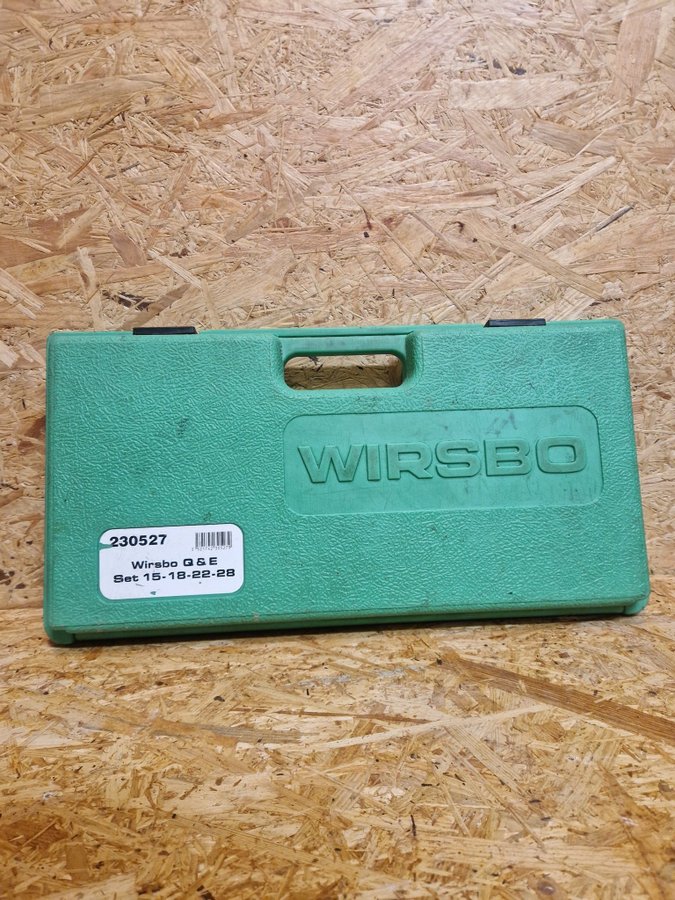 WIRSBO
230527
Wirsbo Q & E
Set 15-18-22-28